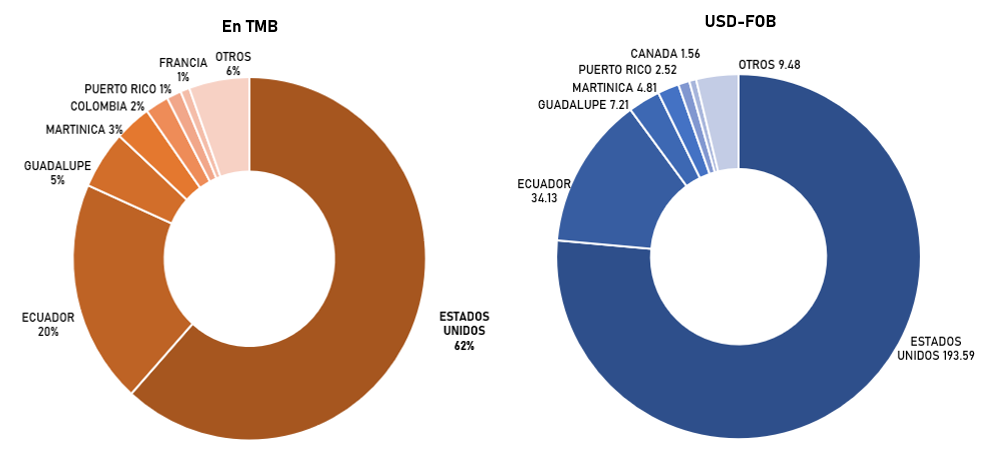 En TMB
OTROS
6%
FRANCIA
1%
PUERTO RICO 1%
COLOMBIA 2%
MARTINICA 3%
GUADALUPE
5%
ECUADOR
20%
ESTADOS
UNIDOS
62%
USD-FOB
CANADA 1.56
OTROS 9.48
PUERTO RICO 2.52
MARTINICA 4.81
GUADALUPE 7.21
ECUADOR
34.13
ESTADOS
UNIDOS 193.59